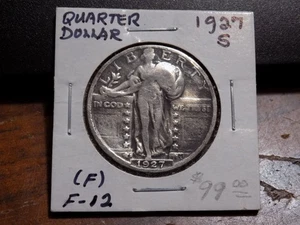 QUARTER
DOLLAR
1927
S
LIBERTY
IN GOD WE TRUST
1927
(F)
F-12
$99.00